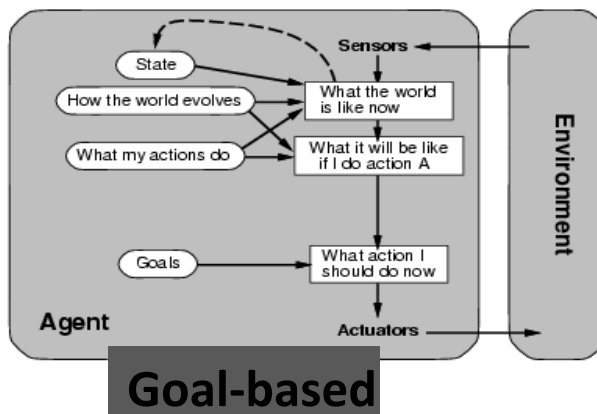 Sensors
State
What the world
is like now
How the world evolves
What my actions do
What it will be like
if I do action A
Environment
Goals
What action I
should do now
Agent
Actuators
Goal-based